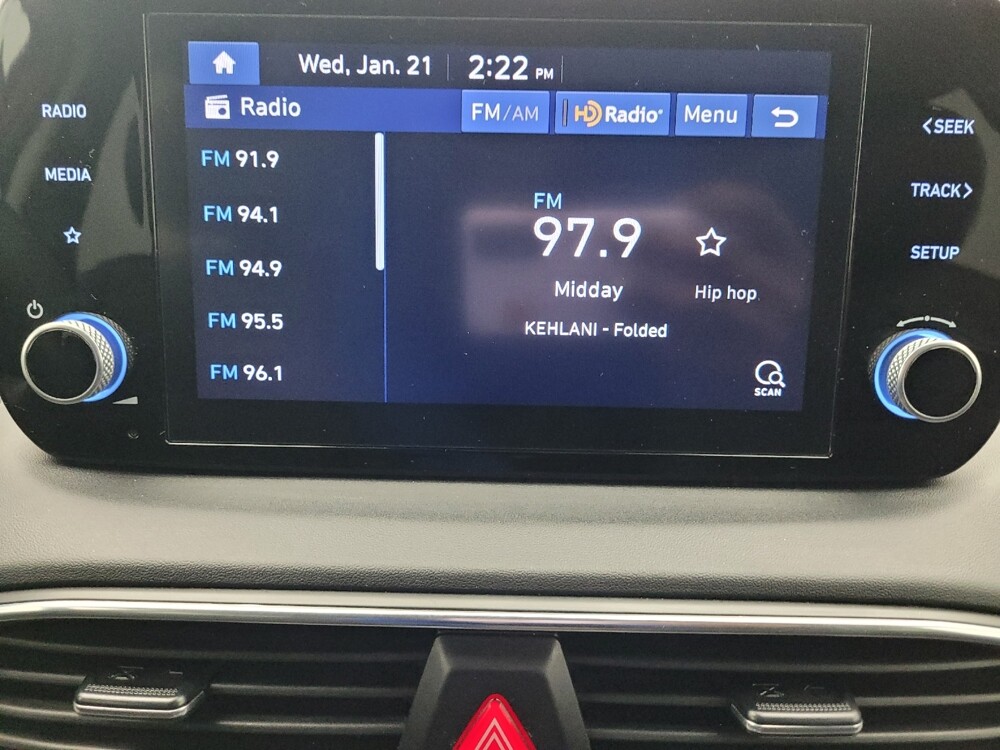 Wed, Jan. 21 2:22 PM
RADIO
MEDIA
Radio
FM/AM
HD Radio®
Menu
<SEEK
TRACK>
SETUP
FM 91.9
FM 94.1
FM 94.9
FM 95.5
FM 96.1
FM
97.9
Midday
Hip hop
KEHLANI - Folded
SCAN